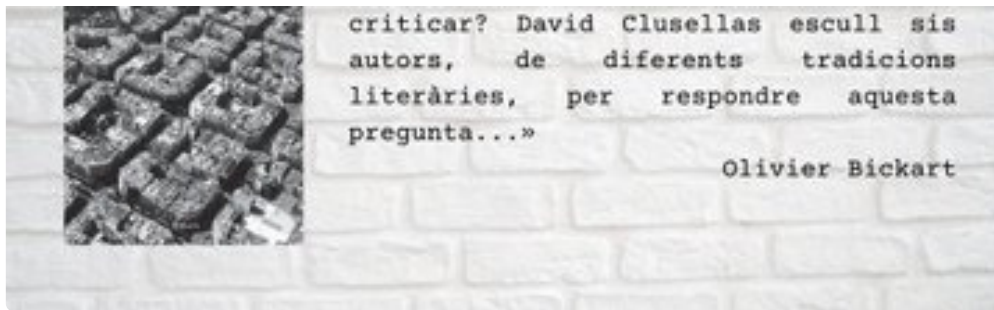 criticar? David Clusellas escull sis
autors, de diferents tradicions
literàries, per respondre aquesta
pregunta...»
Olivier Bickart